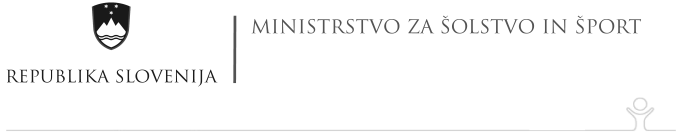 MINISTRSTVO ZA ŠOLSTVO IN ŠPORT
REPUBLIKA SLOVENIJA